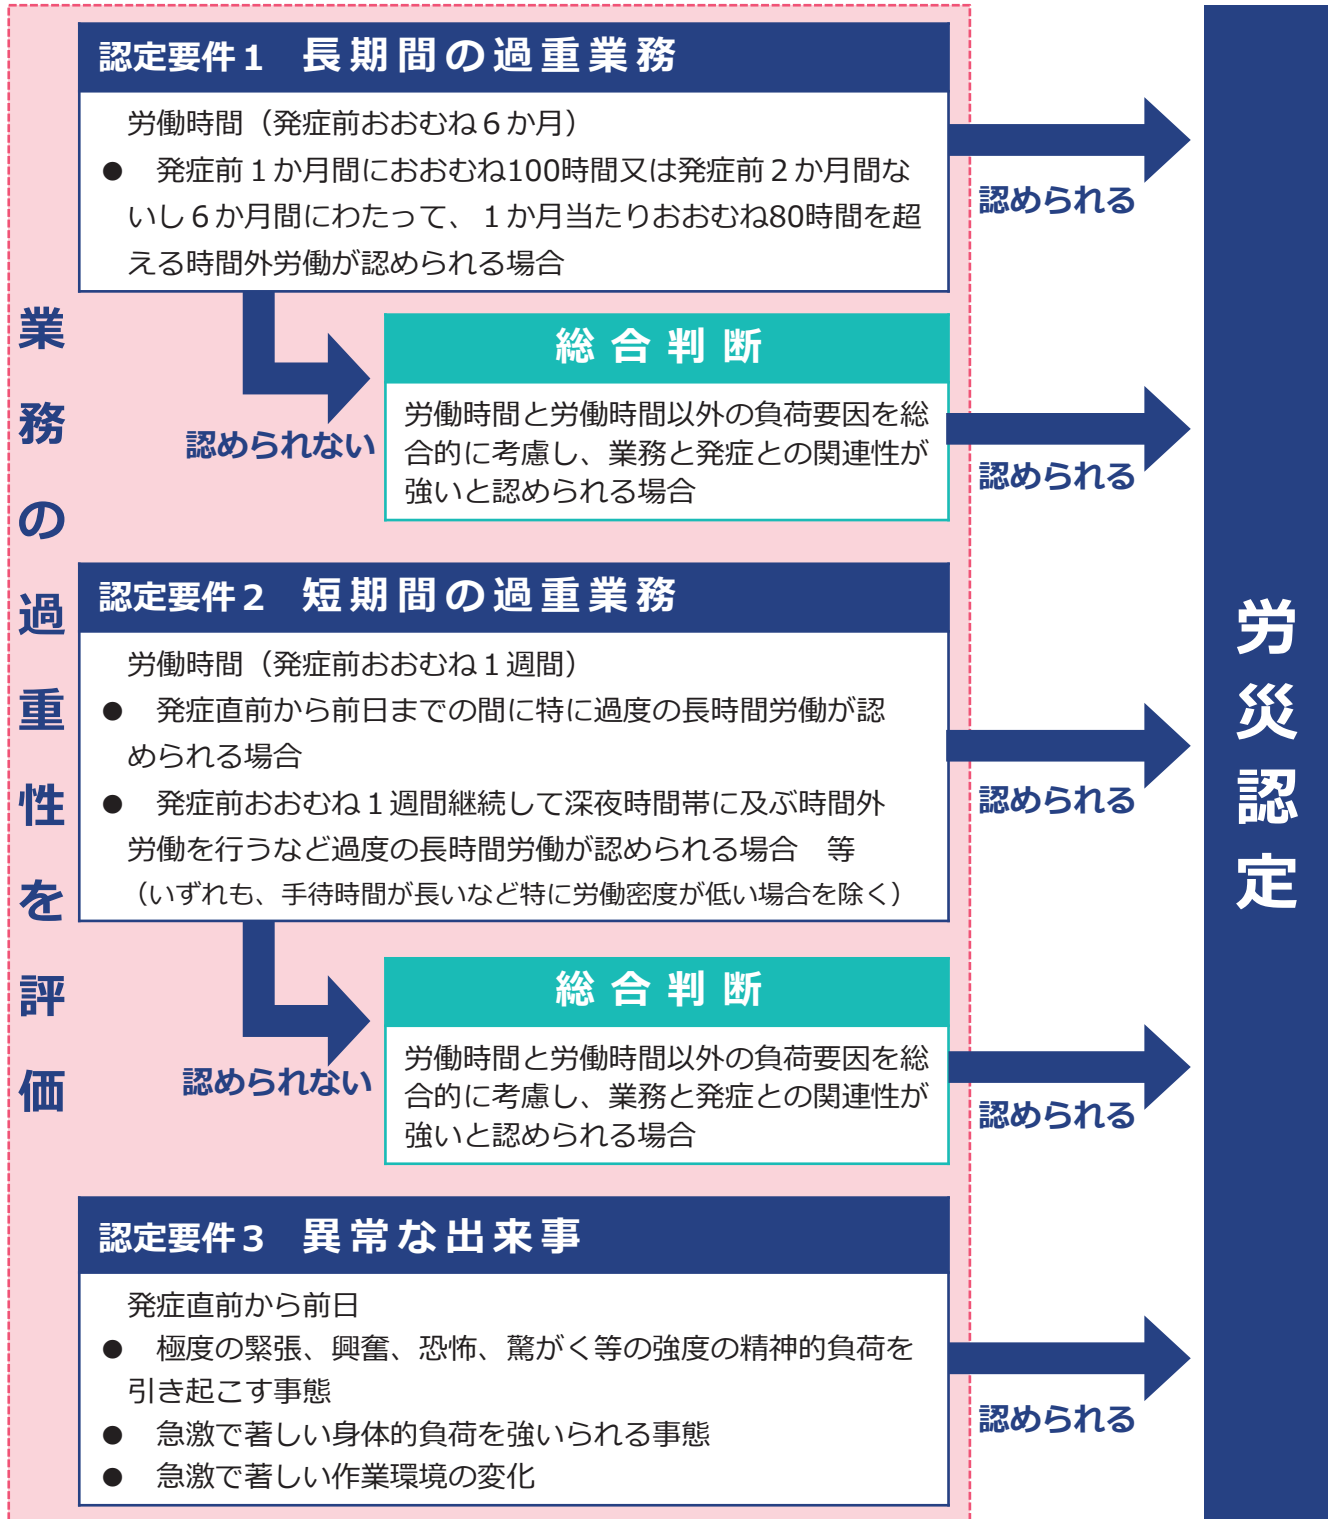 認定要件１　長期間の過重業務
労働時間（発症前おおむね６か月）
●　発症前１か月間におおむね100時間又は発症前２か月間な
いし６か月間にわたって、１か月当たりおおむね80時間を超
える時間外労働が認められる場合
認められる
認められない
総合判断
労働時間と労働時間以外の負荷要因を総
合的に考慮し、業務と発症との関連性が
強いと認められる場合
認められる
認定要件２　短期間の過重業務
労働時間（発症前おおむね１週間）
●　発症直前から前日までの間に特に過度の長時間労働が認
められる場合
●　発症前おおむね１週間継続して深夜時間帯に及ぶ時間外
労働を行うなど過度の長時間労働が認められる場合　等
（いずれも、手待時間が長いなど特に労働密度が低い場合を除く）
認められる
認められない
総合判断
労働時間と労働時間以外の負荷要因を総
合的に考慮し、業務と発症との関連性が
強いと認められる場合
認められる
認定要件３　異常な出来事
発症直前から前日
●　極度の緊張、興奮、恐怖、驚がく等の強度の精神的負荷を
引き起こす事態
●　急激で著しい身体的負荷を強いられる事態
●　急激で著しい作業環境の変化
認められる
業務の過重性を評価
労災認定